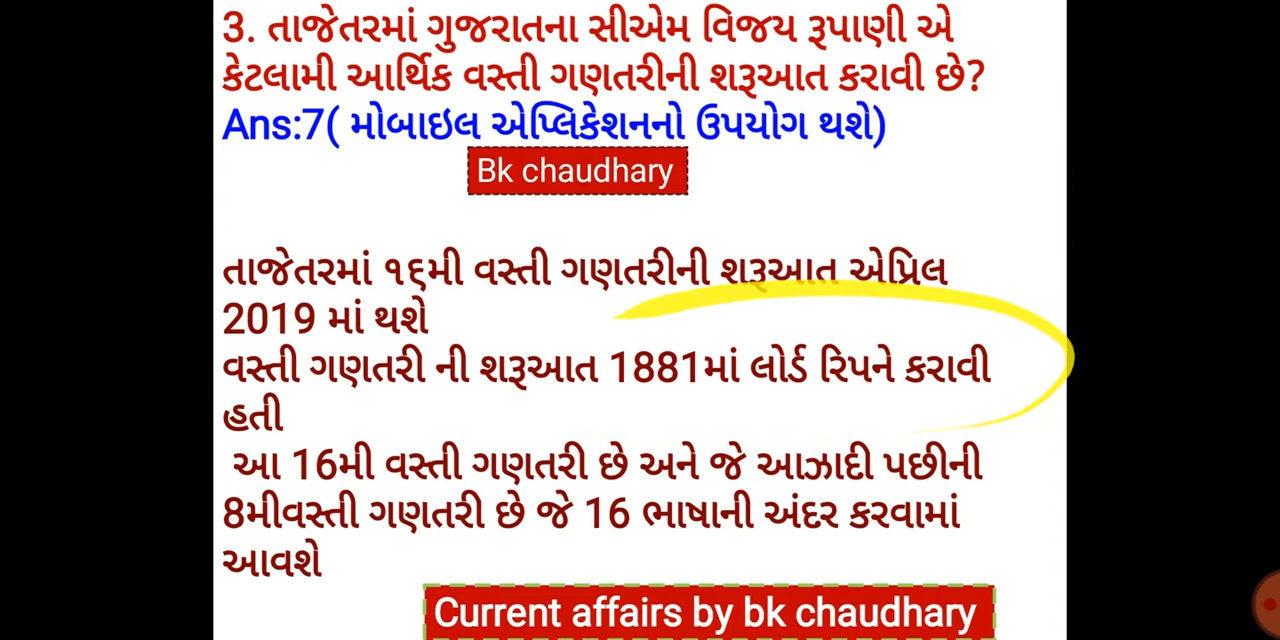 3. તાજેતરમાં ગુજરાતના સીએમ વિજય રૂપાણી એ
કેટલામી આર્થિક વસ્તી ગણતરીની શરૂઆત કરાવી છે?
Ans:7( મોબાઇલ એપ્લિકેશનનો ઉપયોગ થશે)
Bk chaudhary
તાજેતરમાં ૧૬મી વસ્તી ગણતરીની શરૂઆત એપ્રિલ
2019 માં થશે
વસ્તી ગણતરી ની શરૂઆત 1881માં લોર્ડ રિપને કરાવી
હતી
આ 16મી વસ્તી ગણતરી છે અને જે આઝાદી પછીની
8મીવસ્તી ગણતરી છે જે 16 ભાષાની અંદર કરવામાં
આવશે
Current affairs by bk chaudhary